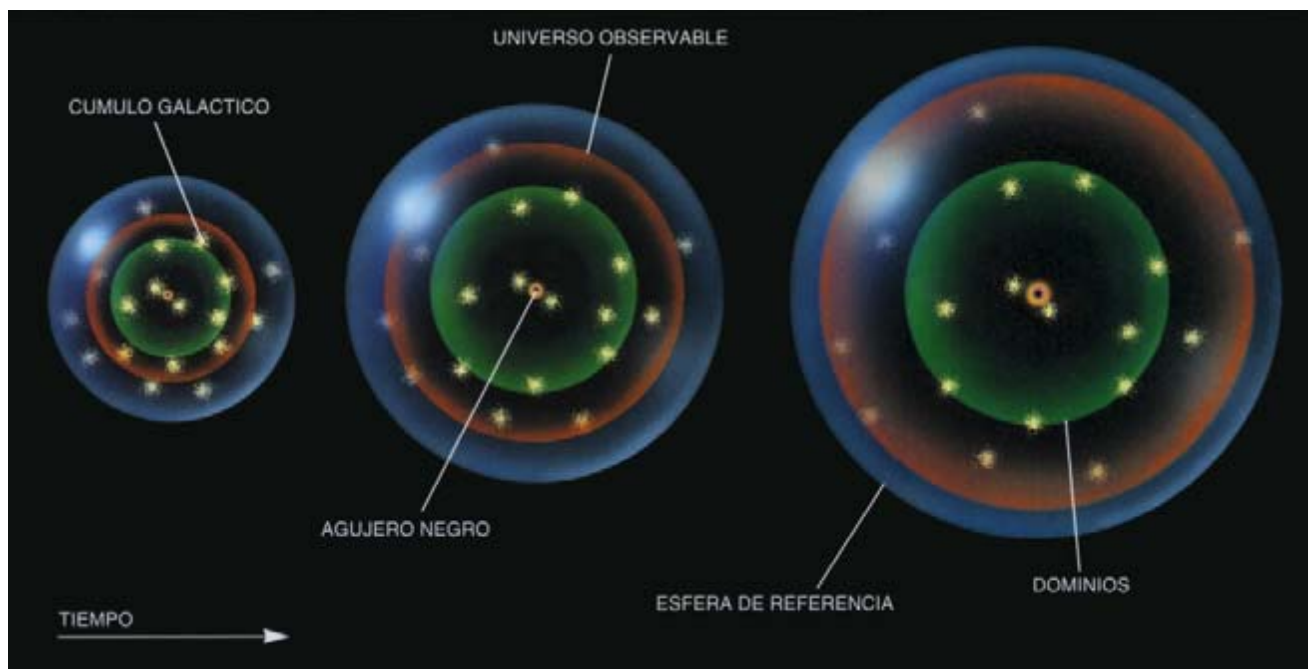 UNIVERSO OBSERVABLE
CUMULO GALACTICO
AGUJERO NEGRO
DOMINIOS
ESFERA DE REFERENCIA
TIEMPO